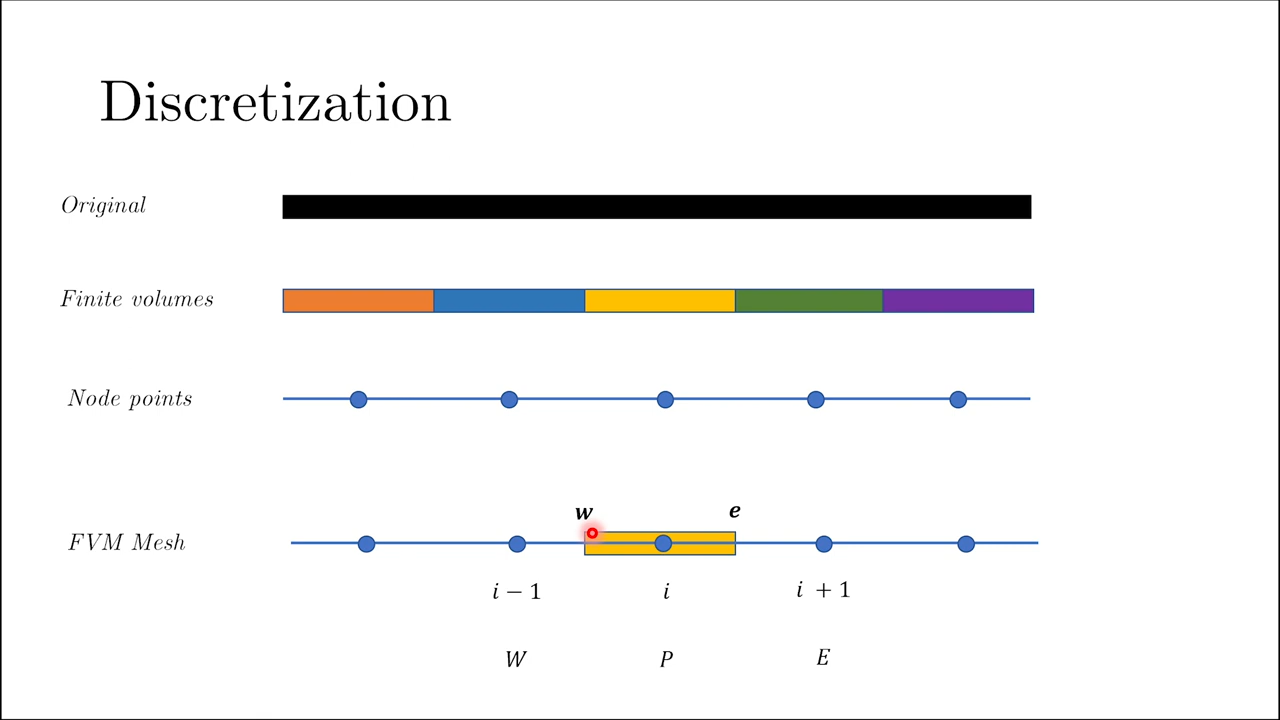 Discretization
Original
Finite volumes
Node points
w e
FVM Mesh
i − 1 i i + 1
W P E